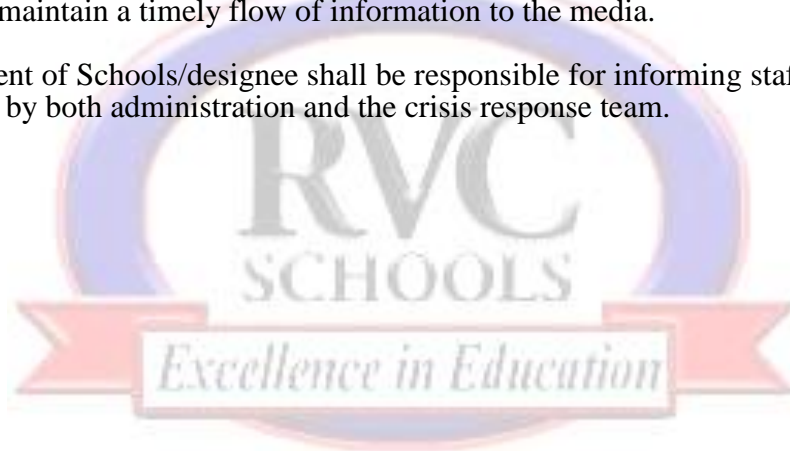 maintain a timely flow of information to the media.
ent of Schools/designee shall be responsible for informing staf
by both administration and the crisis response team.
RVC
SCHOOLS
Excellence in Education